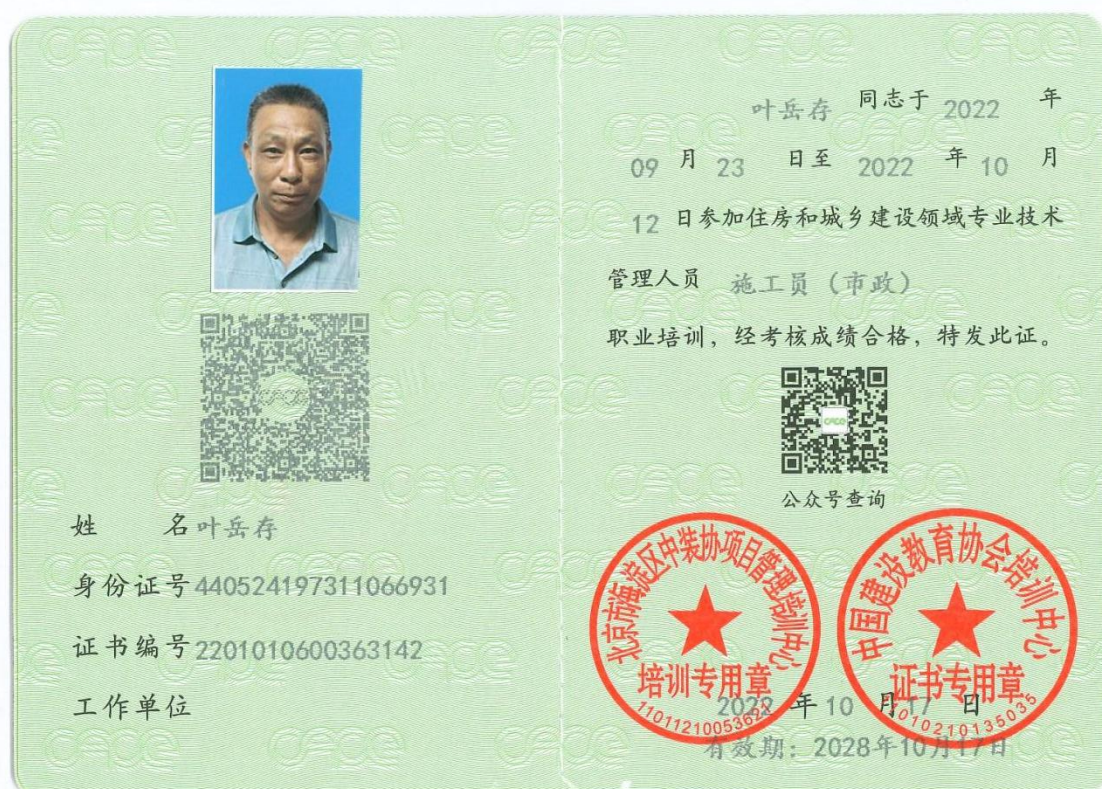 姓 名 叶岳存
身份证号 440524197311066931
证书编号 2201010600363142
工作单位
叶岳存 同志于 2022 年
09 月 23 日至 2022 年 10 月
12 日参加住房和城乡建设领域专业技术
管理人员 施工员（市政）
职业培训，经考核成绩合格，特发此证。
CACE
公众号查询
北京市海淀区中装协项目管理培训中心
培训专用章
中国建设教育协会培训中心
证书专用章
11010210135035
2022 年 10 月 17 日
有效期：2028年10月17日